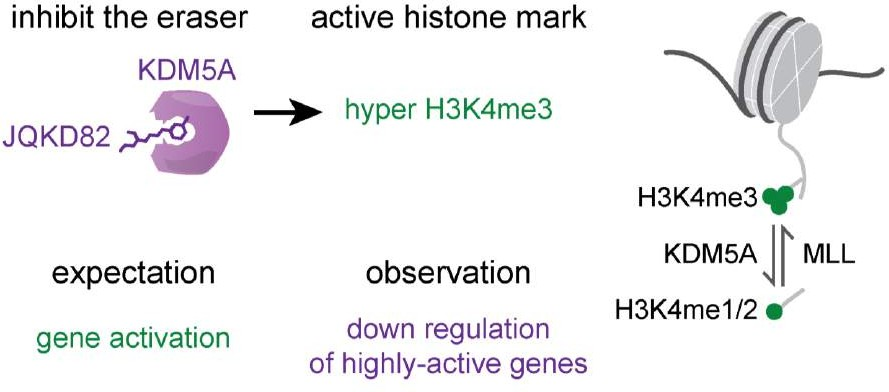 inhibit the eraser
active histone mark
KDM5A
JQKD82
hyper H3K4me3
H3K4me3
KDM5A
MLL
H3K4me1/2
expectation
observation
gene activation
down regulation
of highly-active genes